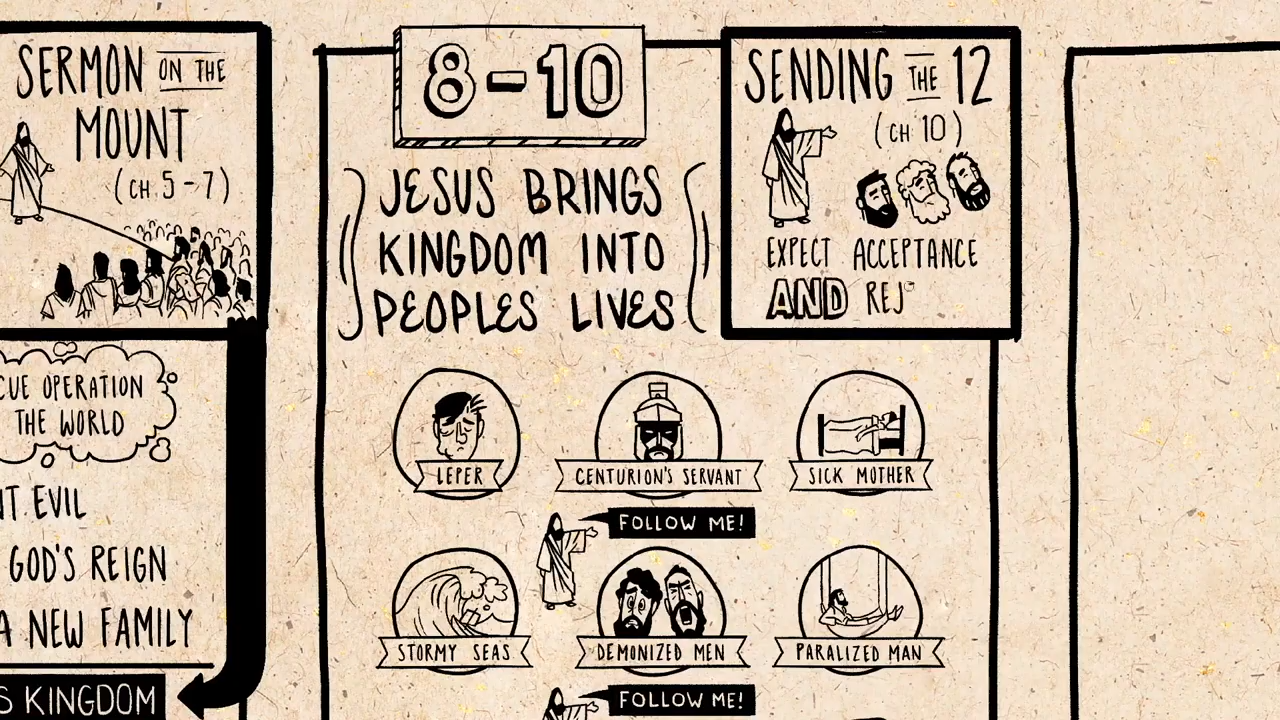 SERMON ON THE
MOUNT
(CH 5-7)
CUE OPERATION
THE WORLD
NT EVIL
GOD'S REIGN
A NEW FAMILY
S KINGDOM
8-10
JESUS BRINGS
KINGDOM INTO
PEOPLES LIVES
SENDING THE 12
(CH 10)
EXPECT ACCEPTANCE
AND REJ
LEPER
CENTURION'S SERVANT
SICK MOTHER
FOLLOW ME!
STORMY SEAS
DEMONIZED MEN
PARALIZED MAN
FOLLOW ME!